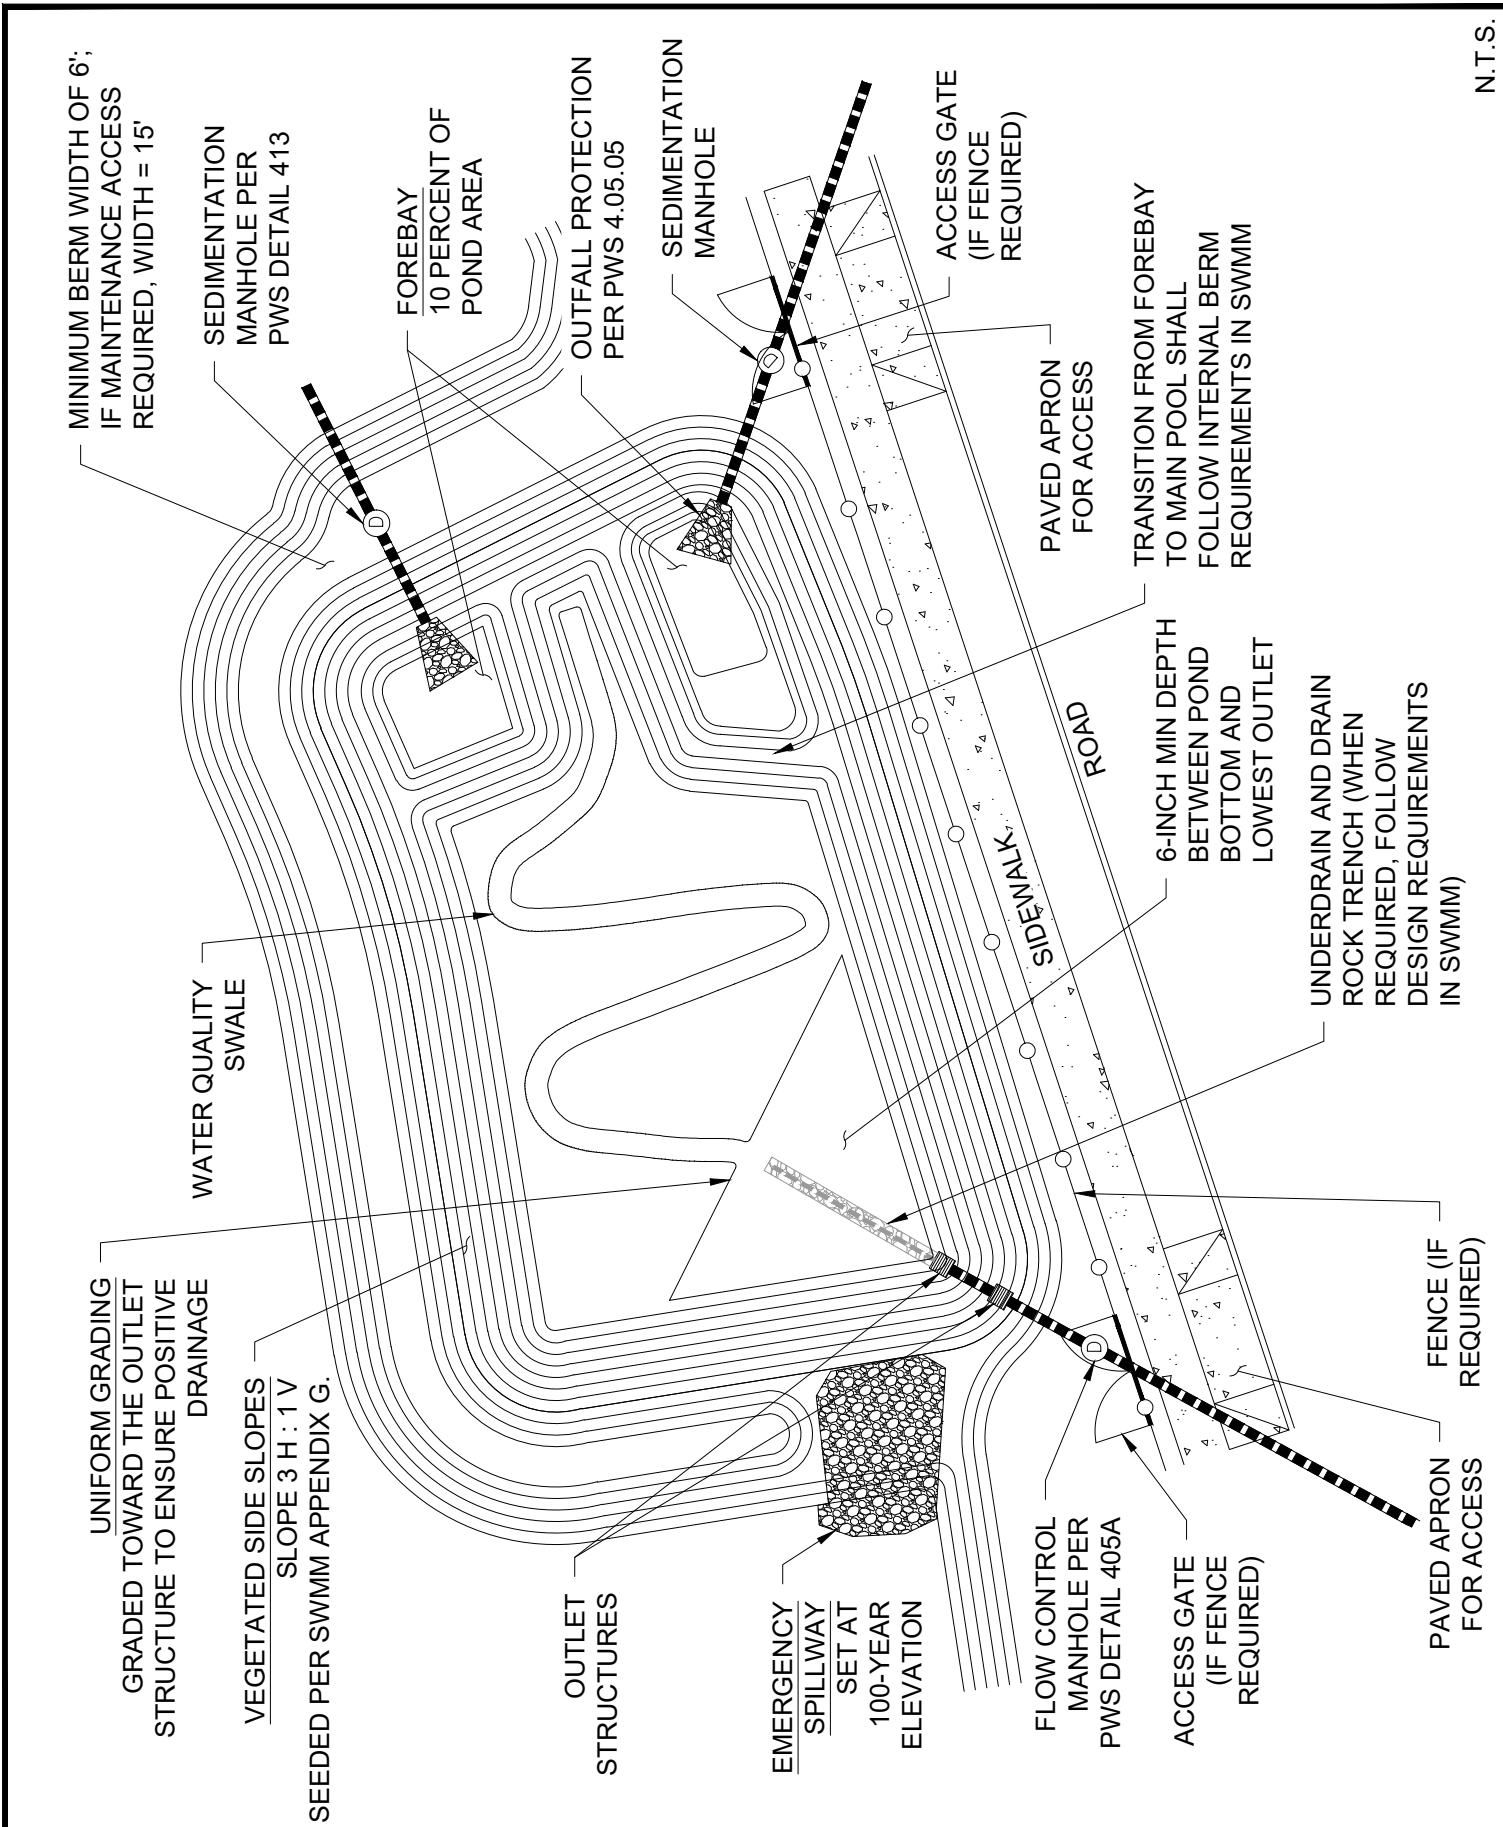 UNIFORM GRADING
GRADED TOWARD THE OUTLET
STRUCTURE TO ENSURE POSITIVE
DRAINAGE
VEGETATED SIDE SLOPES
SLOPE 3 H : 1 V
SEEDED PER SWMM APPENDIX G.
WATER QUALITY
SWALE
MINIMUM BERM WIDTH OF 6';
IF MAINTENANCE ACCESS
REQUIRED, WIDTH = 15'
SEDIMENTATION
MANHOLE PER
PWS DETAIL 413
FOREBAY
10 PERCENT OF
POND AREA
OUTFALL PROTECTION
PER PWS 4.05.05
SEDIMENTATION
MANHOLE
ACCESS GATE
(IF FENCE
REQUIRED)
PAVED APRON
FOR ACCESS
TRANSITION FROM FOREBAY
TO MAIN POOL SHALL
FOLLOW INTERNAL BERM
REQUIREMENTS IN SWMM
6-INCH MIN DEPTH
BETWEEN POND
BOTTOM AND
LOWEST OUTLET
UNDERDRAIN AND DRAIN
ROCK TRENCH (WHEN
REQUIRED, FOLLOW
DESIGN REQUIREMENTS
IN SWMM)
OUTLET
STRUCTURES
EMERGENCY
SPILLWAY
SET AT
100-YEAR
ELEVATION
FLOW CONTROL
MANHOLE PER
PWS DETAIL 405A
ACCESS GATE
(IF FENCE
REQUIRED)
PAVED APRON
FOR ACCESS
FENCE (IF
REQUIRED)
SIDEWALK
ROAD
D
D
D
N.T.S.